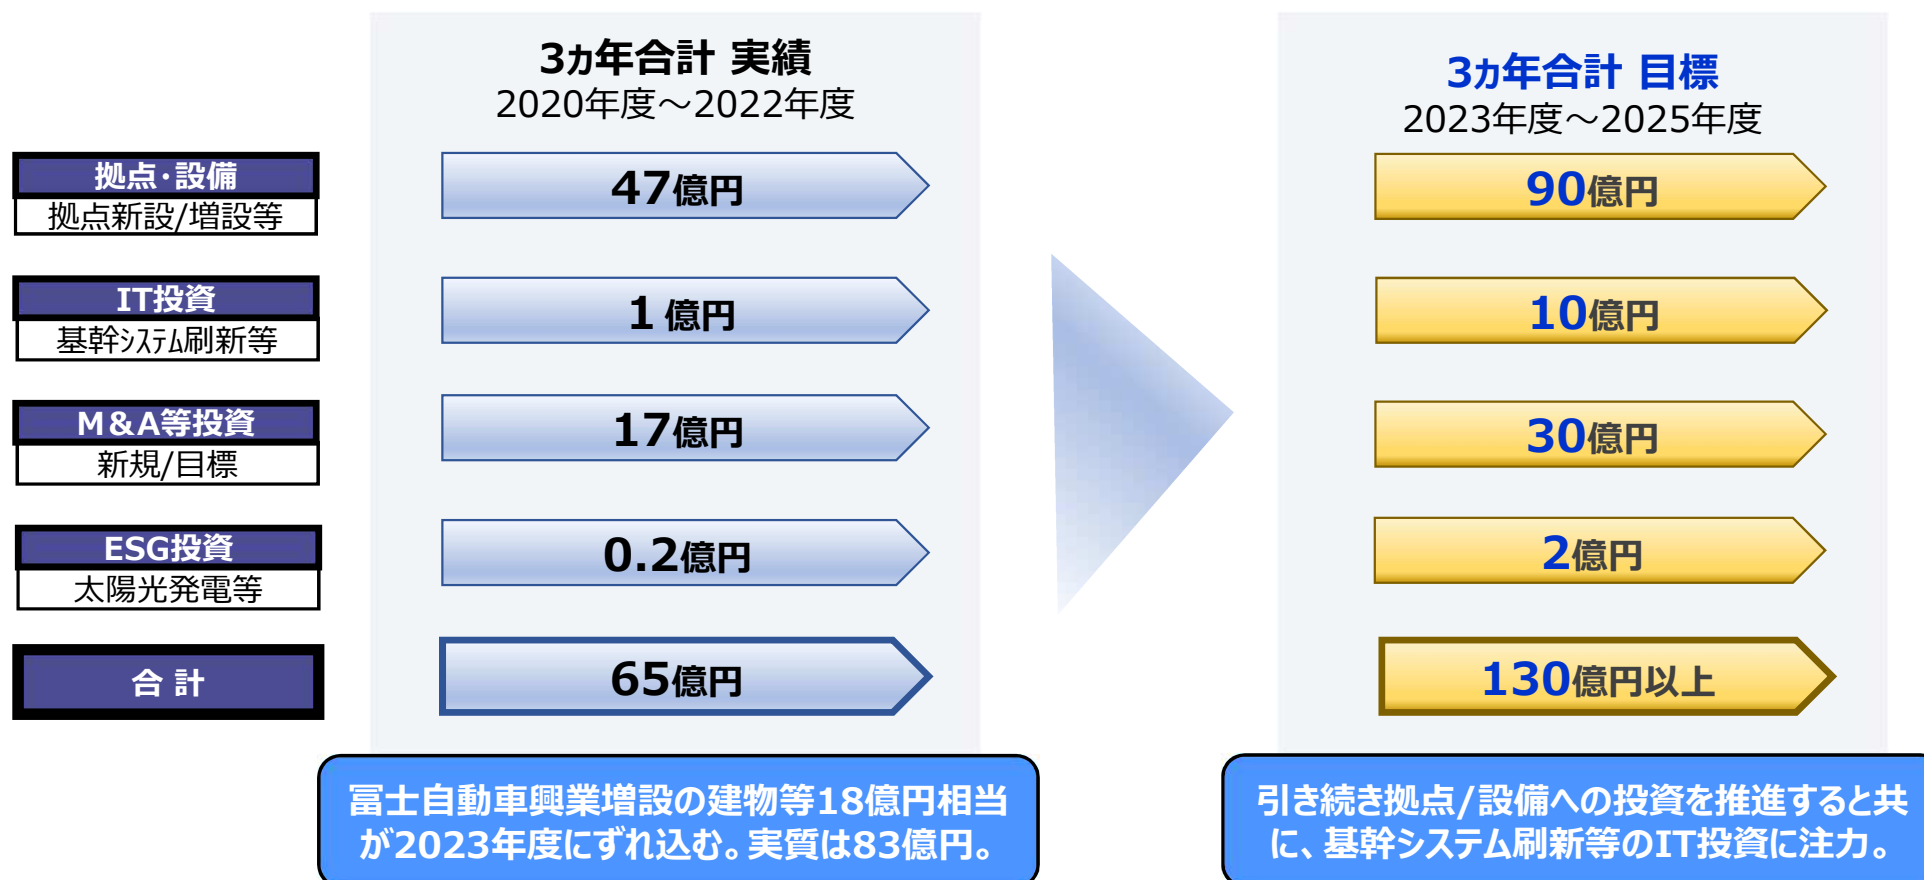 3ヵ年合計 実績
2020年度～2022年度
3ヵ年合計 目標
2023年度～2025年度
拠点・設備
拠点新設/増設等
47億円
90億円
IT投資
基幹ｼｽﾃﾑ刷新等
1 億円
10億円
M&A等投資
新規/目標
17億円
30億円
ESG投資
太陽光発電等
0.2億円
2億円
合 計
65億円
130億円以上
冨士自動車興業増設の建物等18億円相当
が2023年度にずれ込む。実質は83億円。
引き続き拠点/設備への投資を推進すると共
に、基幹システム刷新等のIT投資に注力。